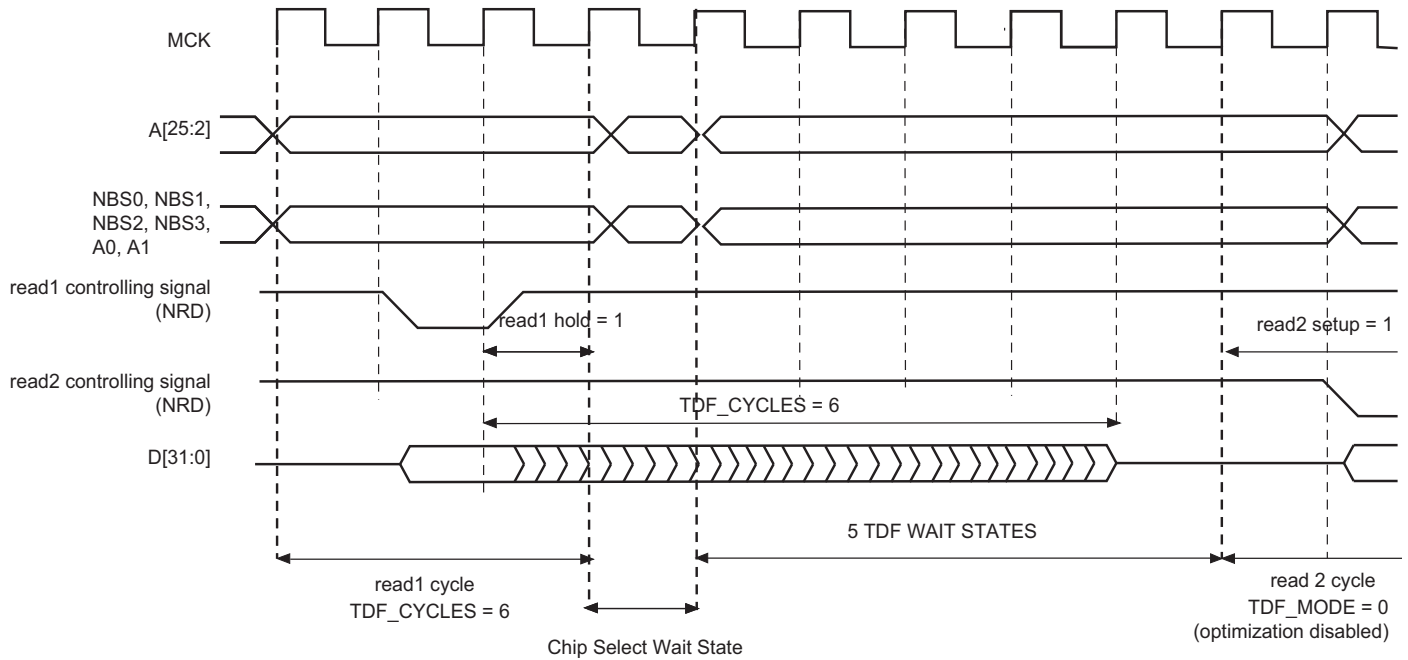 MCK
A[25:2]
NBS0, NBS1,
NBS2, NBS3,
A0, A1
read1 controlling signal
(NRD)
read1 hold = 1
read2 setup = 1
read2 controlling signal
(NRD)
TDF_CYCLES = 6
D[31:0]
5 TDF WAIT STATES
read1 cycle
TDF_CYCLES = 6
Chip Select Wait State
read 2 cycle
TDF_MODE = 0
(optimization disabled)